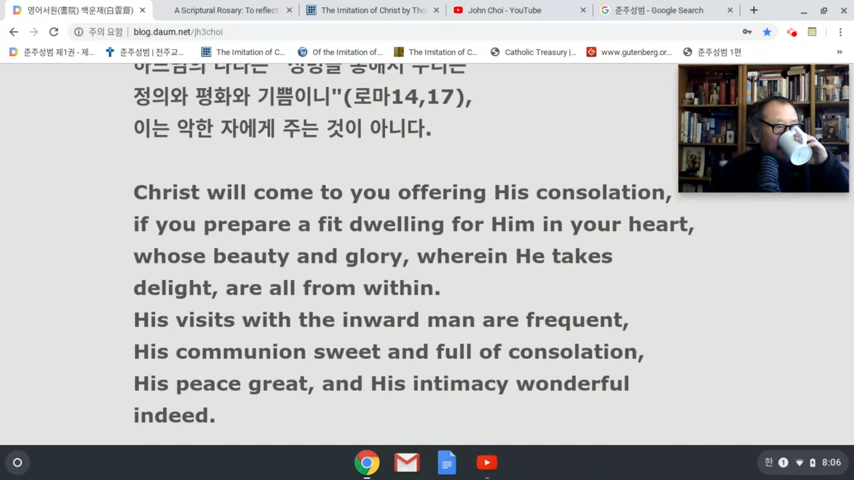 영어서원(書院) 백운재(白雲齋)
A Scriptural Rosary: To reflect
The Imitation of Christ by Tho
John Choi - YouTube
준주성범 - Google Search
주의 요함
blog.daum.net/jh3choi
준주성범 제1권 - 제...
준주성범 | 천주교...
The Imitation of C...
Of the Imitation of...
The Imitation of C...
Catholic Treasury |...
www.gutenberg.org...
준주성범 1편
정의와 평화와 기쁨이니"(로마14,17),
이는 악한 자에게 주는 것이 아니다.
Christ will come to you offering His consolation,
if you prepare a fit dwelling for Him in your heart,
whose beauty and glory, wherein He takes
delight, are all from within.
His visits with the inward man are frequent,
His communion sweet and full of consolation,
His peace great, and His intimacy wonderful
indeed.
한
1
8:06